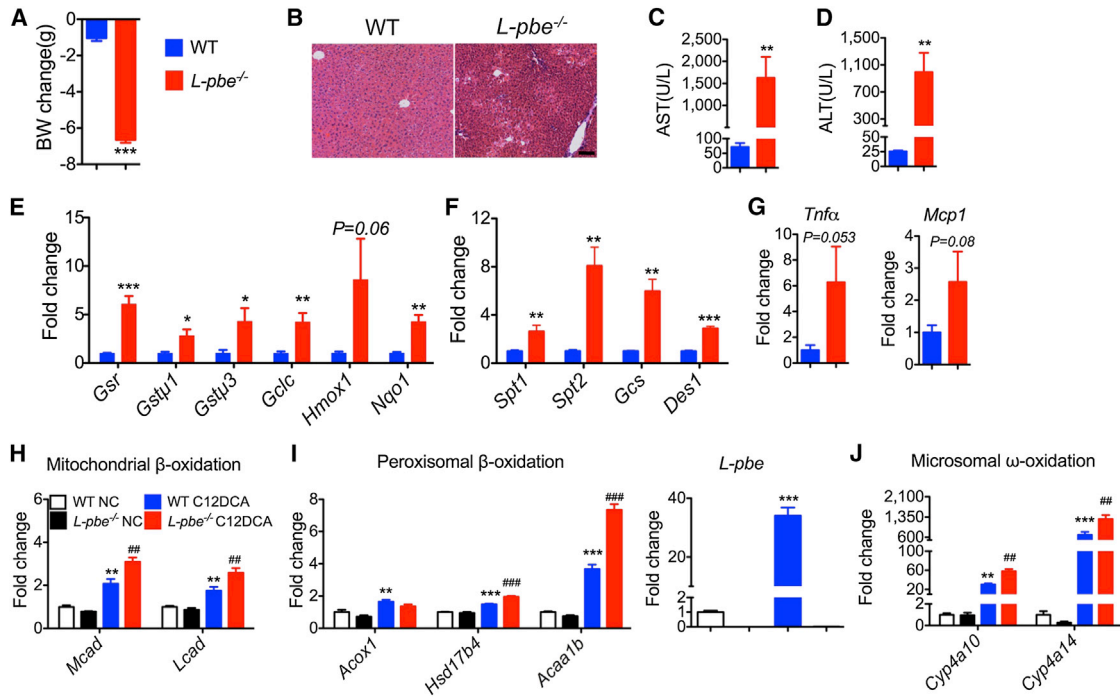 A
BW change(g)
0
-2
-4
-6
-8
***
WT
L-pbe-/-
B
WT
L-pbe-/-
C
AST(U/L)
2,500
2,000
1,500
1,000
100
50
0
**
D
ALT(U/L)
1,500
1,100
700
300
50
25
0
**
E
Fold change
15
10
5
0
***
*
*
**
P=0.06
**
Gsr
Gstμ1
Gstμ3
Gclc
Hmox1
Nqo1
F
Fold change
12
8
4
0
**
**
**
***
Spt1
Spt2
Gcs
Des1
G
Tnfα
P=0.053
Fold change
10
8
6
4
2
0
Mcp1
P=0.08
Fold change
4
3
2
1
0
H
Mitochondrial β-oxidation
WT NC
WT C12DCA
L-pbe-/- NC
L-pbe-/- C12DCA
Fold change
6
4
2
0
**
##
**
##
Mcad
Lcad
I
Peroxisomal β-oxidation
Fold change
8
6
4
2
0
**
***
###
***
###
Acox1
Hsd17b4
Acaa1b
L-pbe
Fold change
40
30
20
10
2
1
0
***
J
Microsomal ω-oxidation
Fold change
2,100
1,350
600
100
60
20
2
0
**
##
***
##
Cyp4a10
Cyp4a14